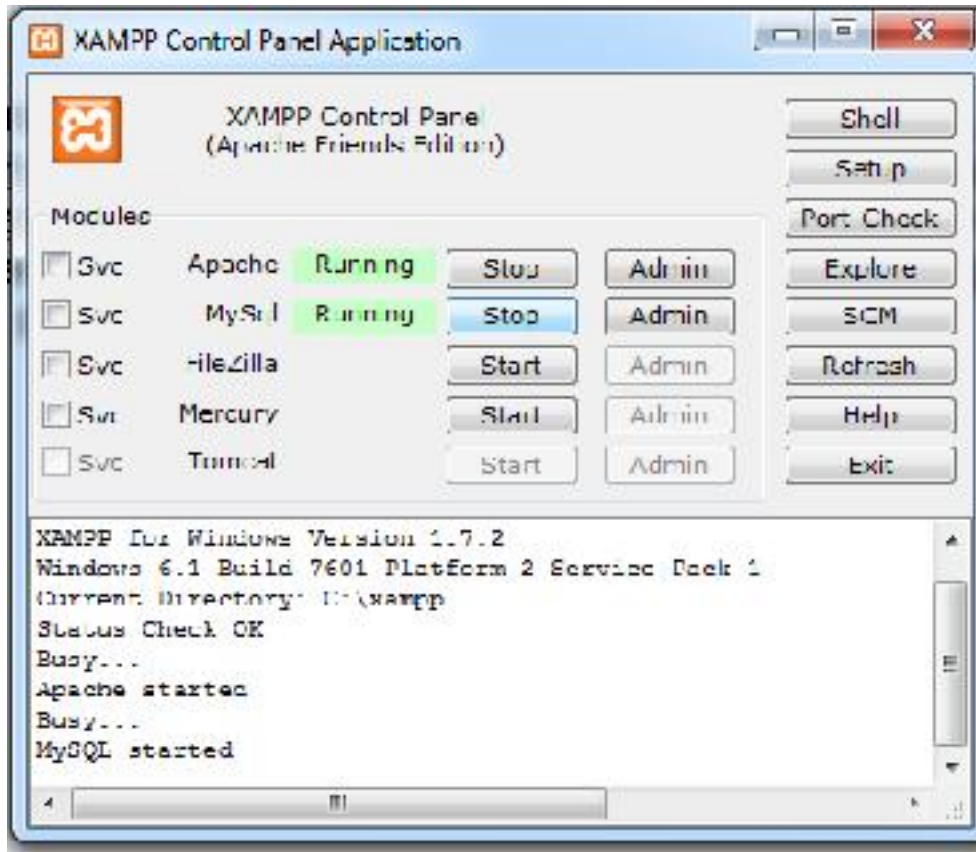 XAMPP Control Panel Application
XAMPP Control Panel
(Apache Friends Edition)
Shell
Setup
Modules
Port Check
Svc Apache Running Stop Admin Explore
Svc MySql Running Stop Admin SCM
Svc FileZilla Start Admin Refresh
Svc Mercury Start Admin Help
Svc Tomcat Start Admin Exit
XAMPP for Windows Version 1.7.2
Windows 6.1 Build 7601 Platform 2 Service Pack 1
Current Directory: C:\xampp
Status Check OK
Busy...
Apache started
Busy...
MySQL started